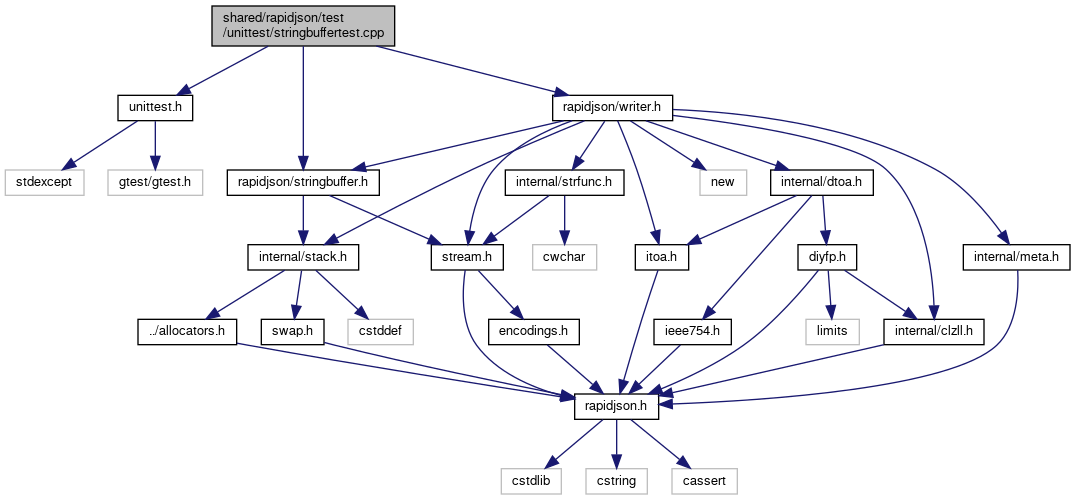 shared/rapidjson/test
/unittest/stringbuffertest.cpp
unittest.h
rapidjson/writer.h
stdexcept
gtest/gtest.h
rapidjson/stringbuffer.h
internal/strfunc.h
new
internal/dtoa.h
internal/stack.h
stream.h
cwchar
itoa.h
diyfp.h
internal/meta.h
../allocators.h
swap.h
cstddef
encodings.h
ieee754.h
limits
internal/clzll.h
rapidjson.h
cstdlib
cstring
cassert